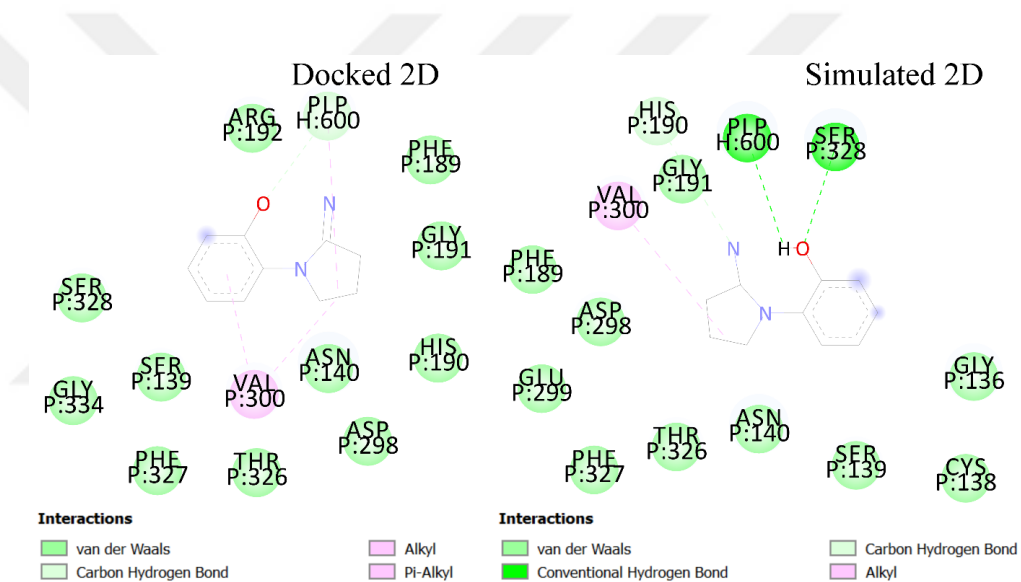 Docked 2D
ARG
P:192
PLP
H:600
PHE
P:189
O
N
GLY
P:191
N
SER
P:328
HIS
P:190
SER
P:139
ASN
P:140
VAL
P:300
GLY
P:334
ASP
P:298
PHE
P:327
THR
P:326
Interactions
van der Waals
Carbon Hydrogen Bond
Alkyl
Pi-Alkyl
Simulated 2D
HIS
P:190
PLP
H:600
SER
P:328
GLY
P:191
VAL
P:300
N
H
O
PHE
P:189
ASP
P:298
N
GLU
P:299
GLY
P:136
ASN
P:140
THR
P:326
PHE
P:327
SER
P:139
CYS
P:138
Interactions
van der Waals
Conventional Hydrogen Bond
Carbon Hydrogen Bond
Alkyl